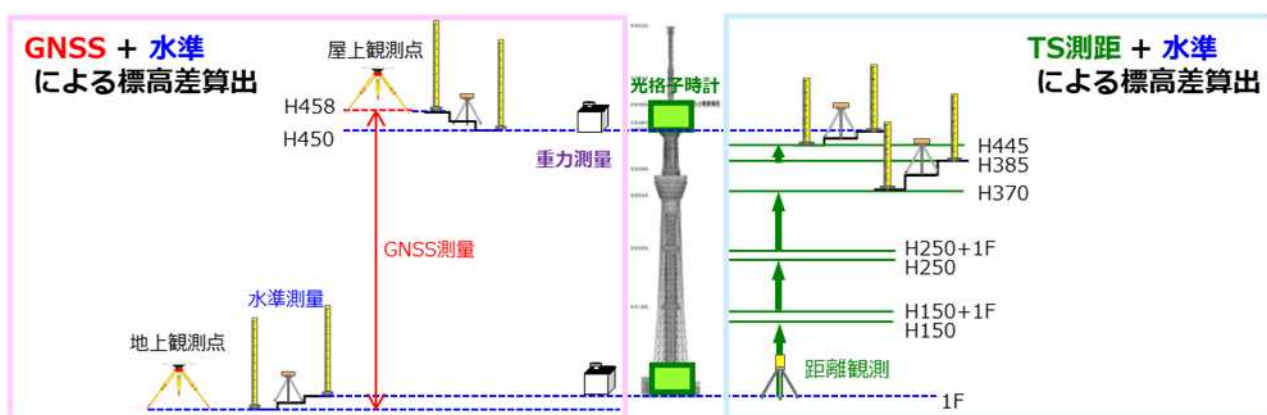 GNSS + 水準
による標高差算出
屋上観測点
H458
H450
重力測量
GNSS測量
水準測量
地上観測点
光格子時計
TS測距 + 水準
による標高差算出
H445
H385
H370
H250+1F
H250
H150+1F
H150
距離観測
1F